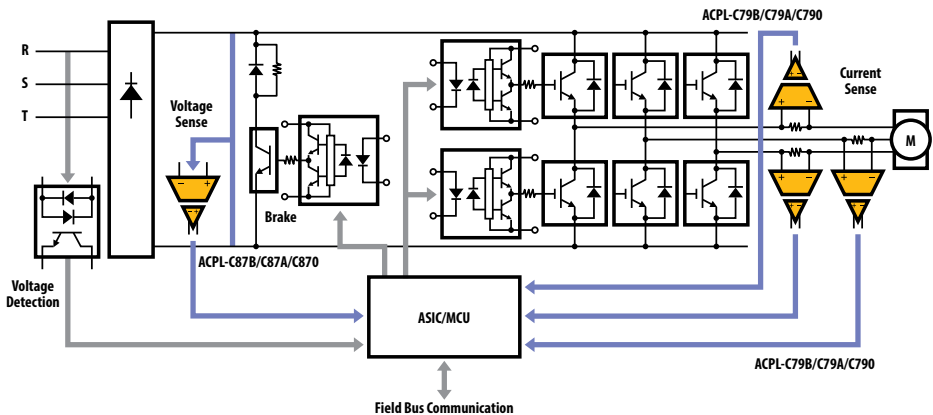 ACPL-C79B/C79A/C790
R
S
T
Voltage
Sense
Current
Sense
+ −
M
− +
+ −
+ −
+ −
Brake
ACPL-C87B/C87A/C870
Voltage
Detection
ASIC/MCU
ACPL-C79B/C79A/C790
Field Bus Communication